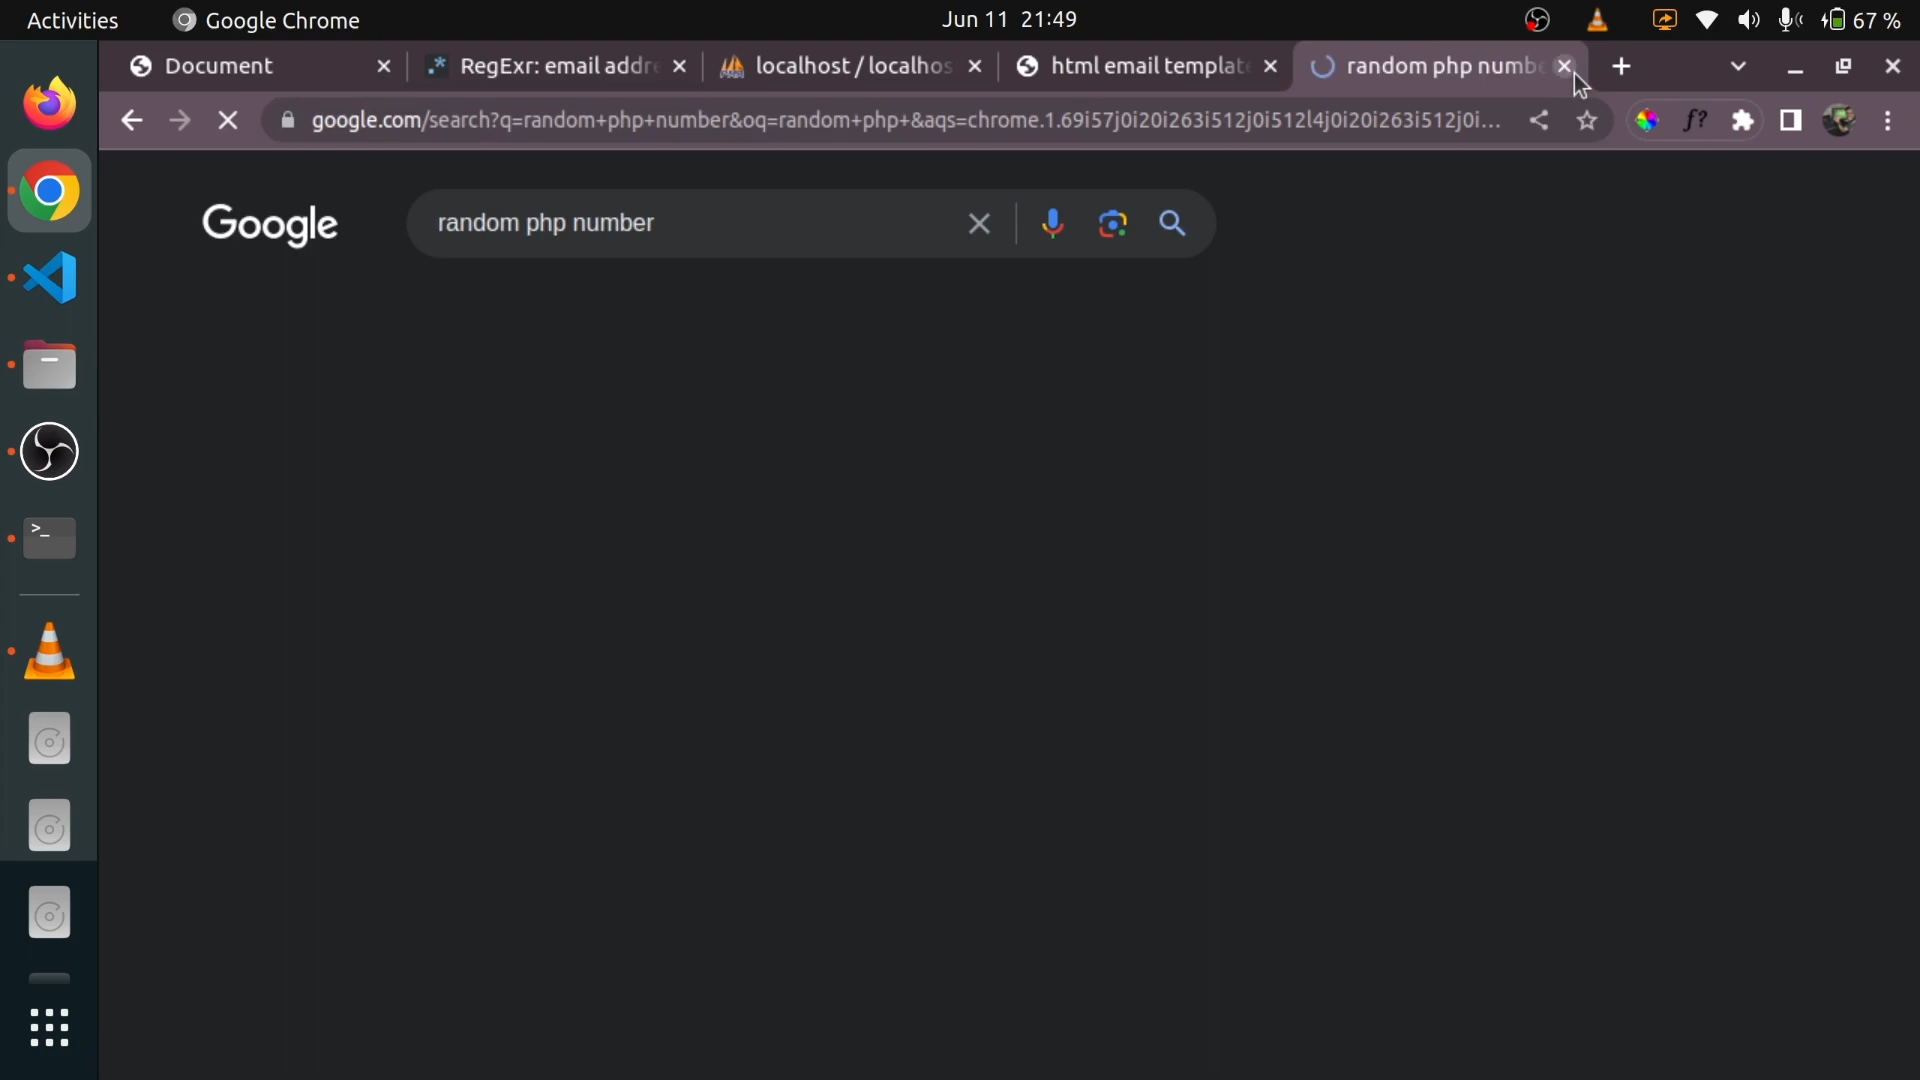 Activities Google Chrome Jun 11 21:49 67 %
Document RegExr: email addre localhost / localhos html email templat random php numb
google.com/search?q=random+php+number&oq=random+php+&aqs=chrome.1.69i57j0i20i263i512j0i512l4j0i20i263i512j0i... f?
Google random php number
>_